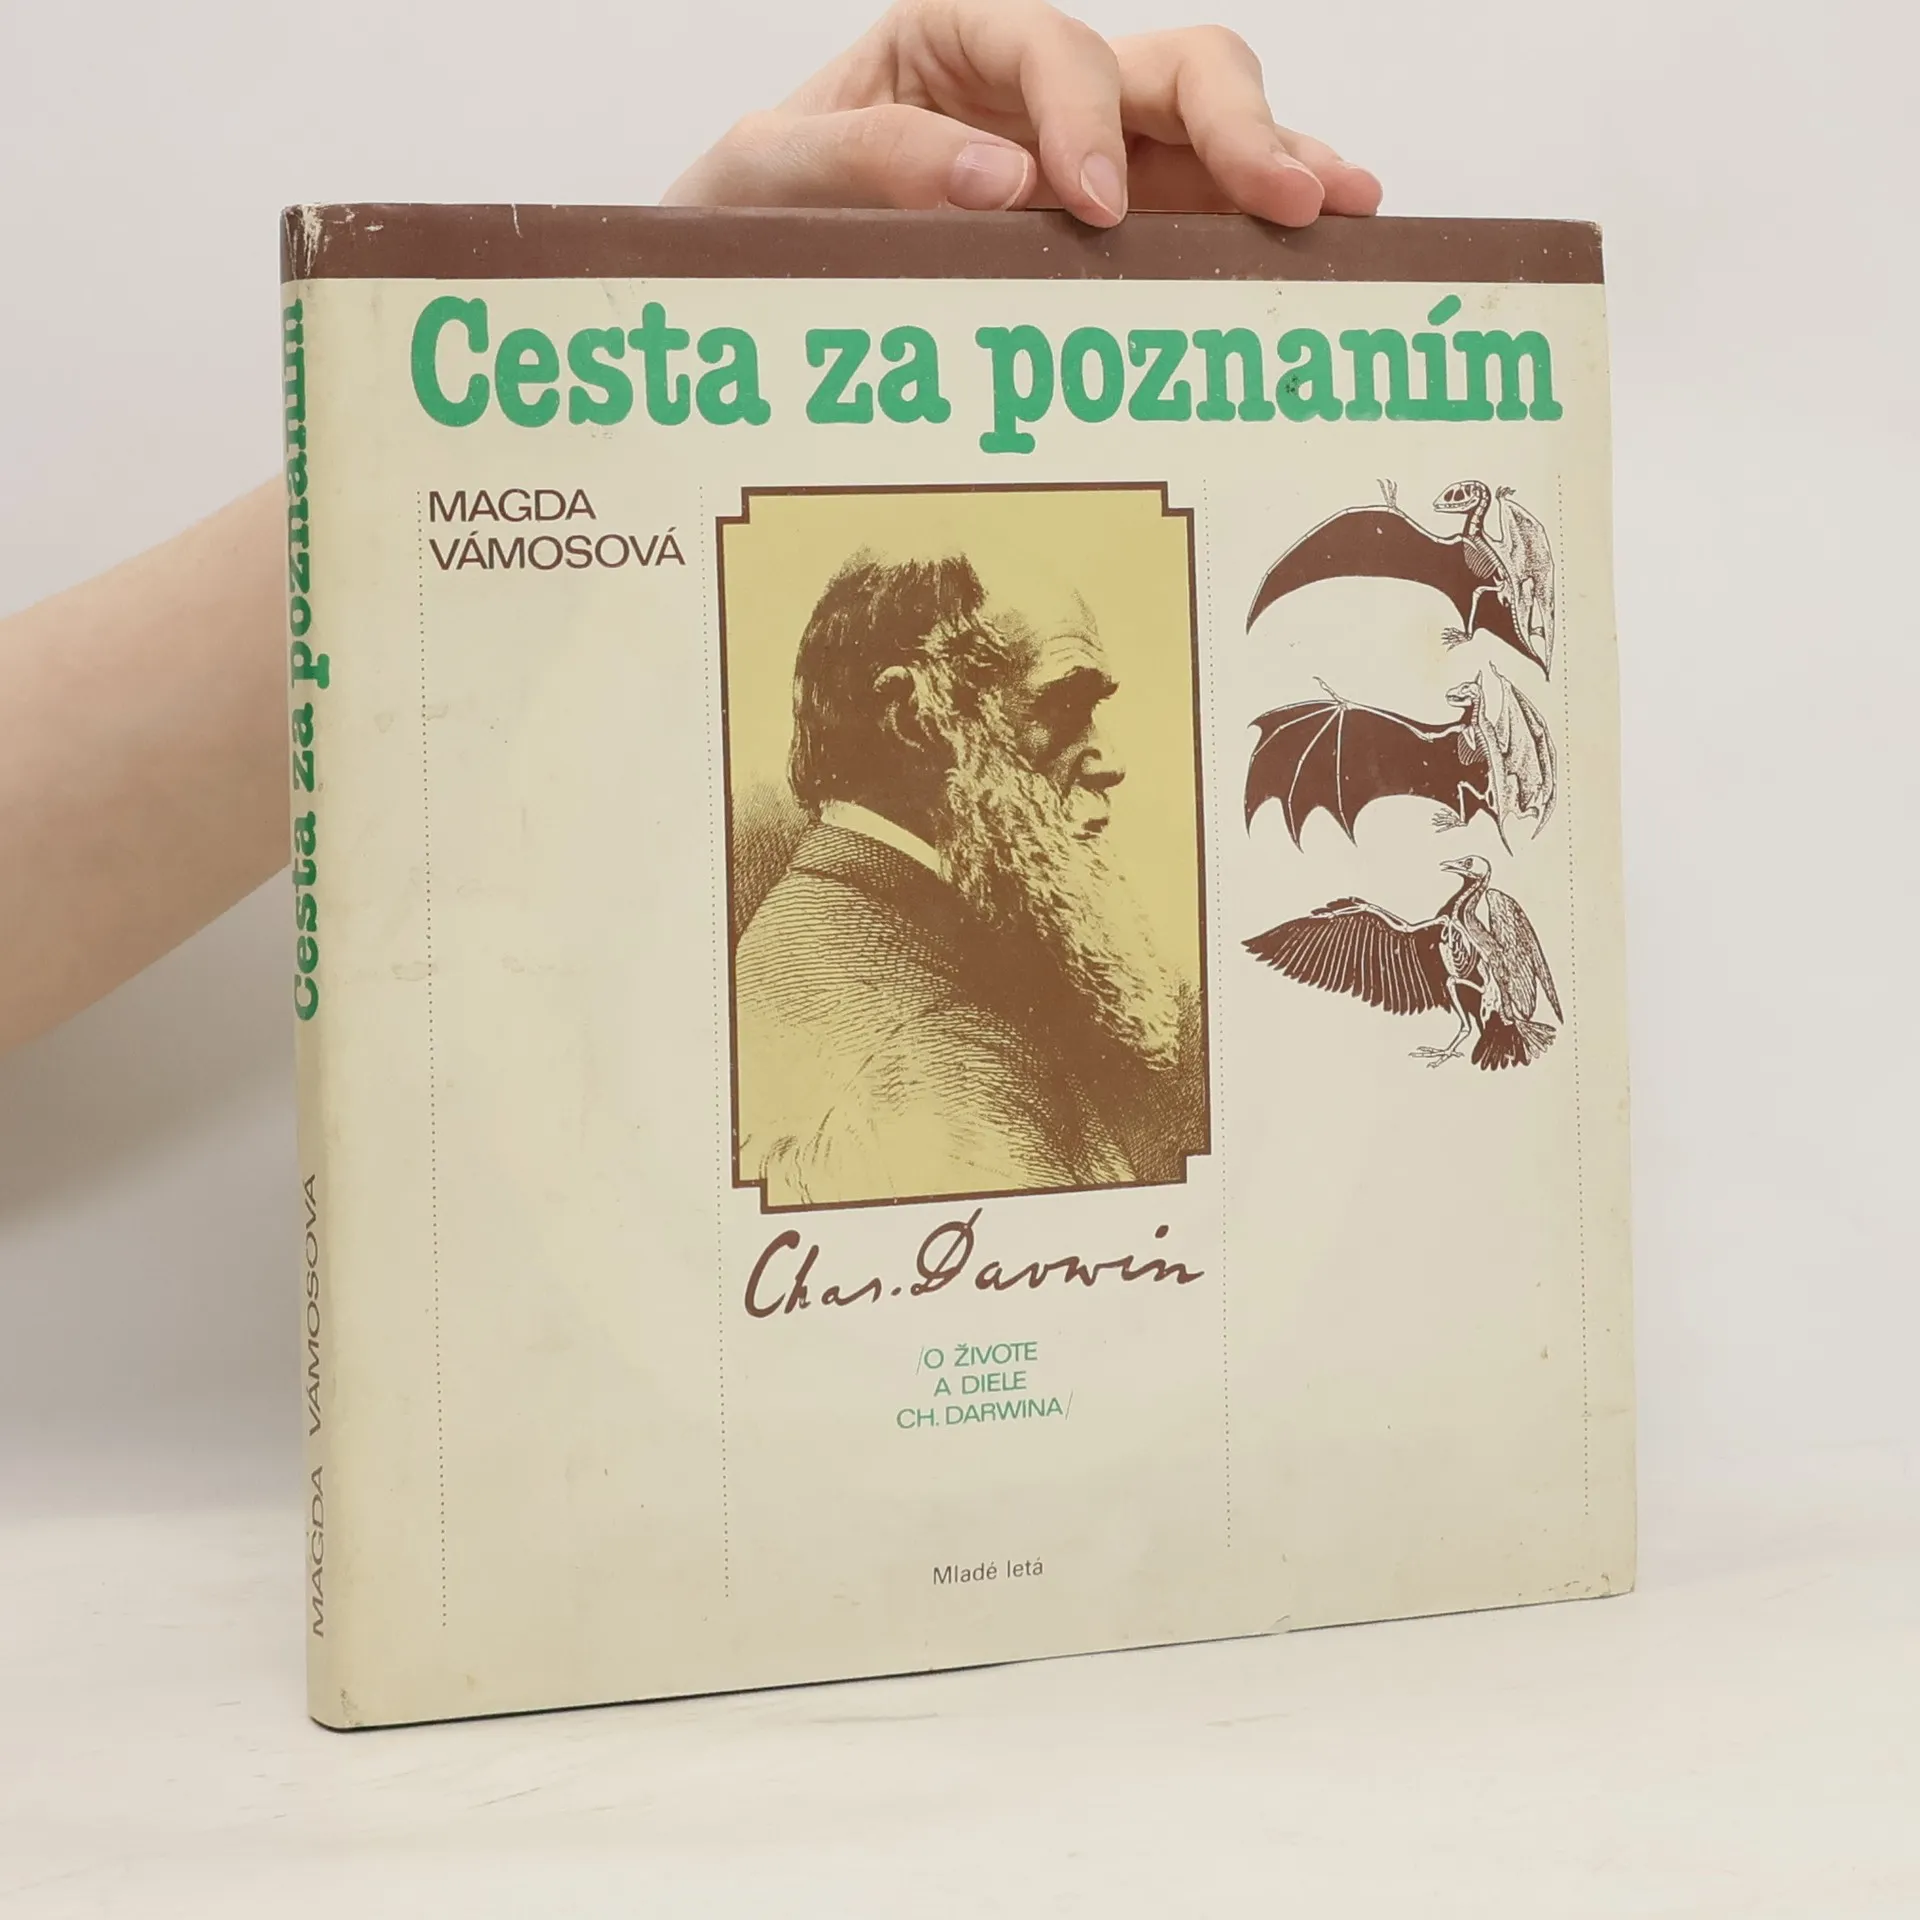 Cesta za poznaním
MAGDA
VÁMOSOVÁ
Chas. Darwin
/O ŽIVOTE
A DIELE
CH. DARWINA/
Mladé letá
MAGDA VÁMOSOVÁ Cesta za poznaním